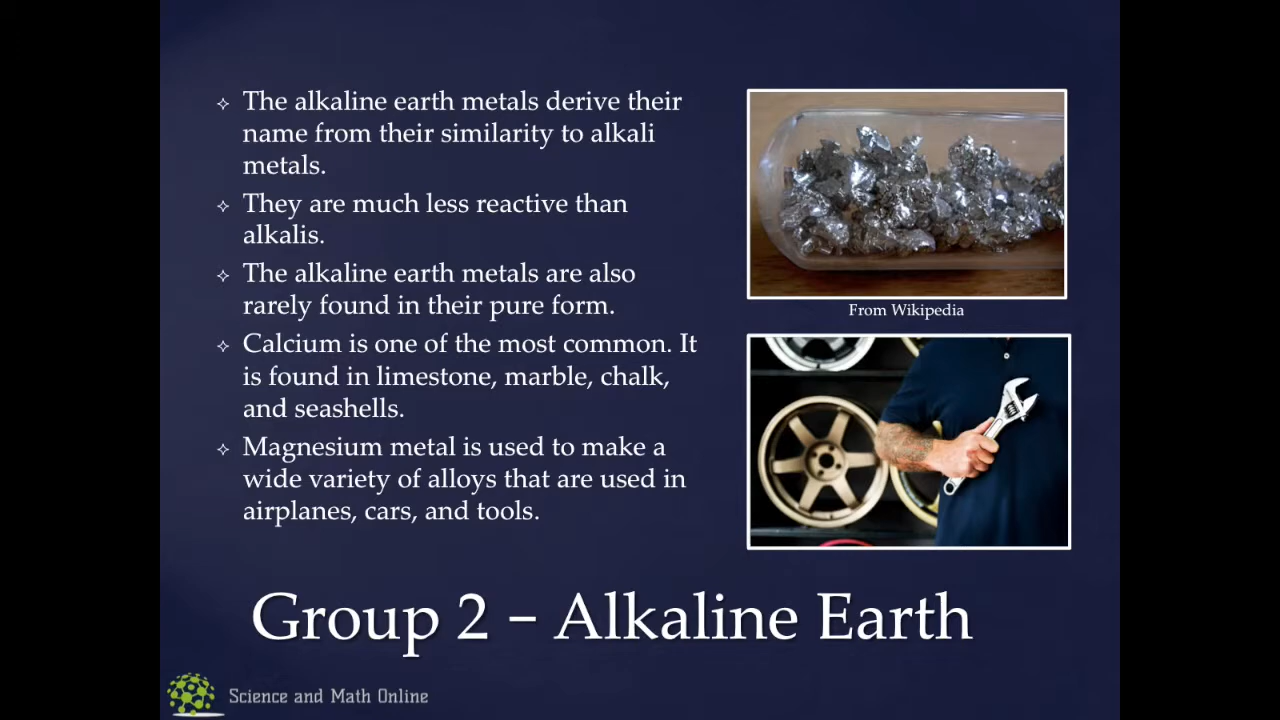 The alkaline earth metals derive their
name from their similarity to alkali
metals.
They are much less reactive than
alkalis.
The alkaline earth metals are also
rarely found in their pure form.
Calcium is one of the most common. It
is found in limestone, marble, chalk,
and seashells.
Magnesium metal is used to make a
wide variety of alloys that are used in
airplanes, cars, and tools.
From Wikipedia
Group 2 – Alkaline Earth
Science and Math Online